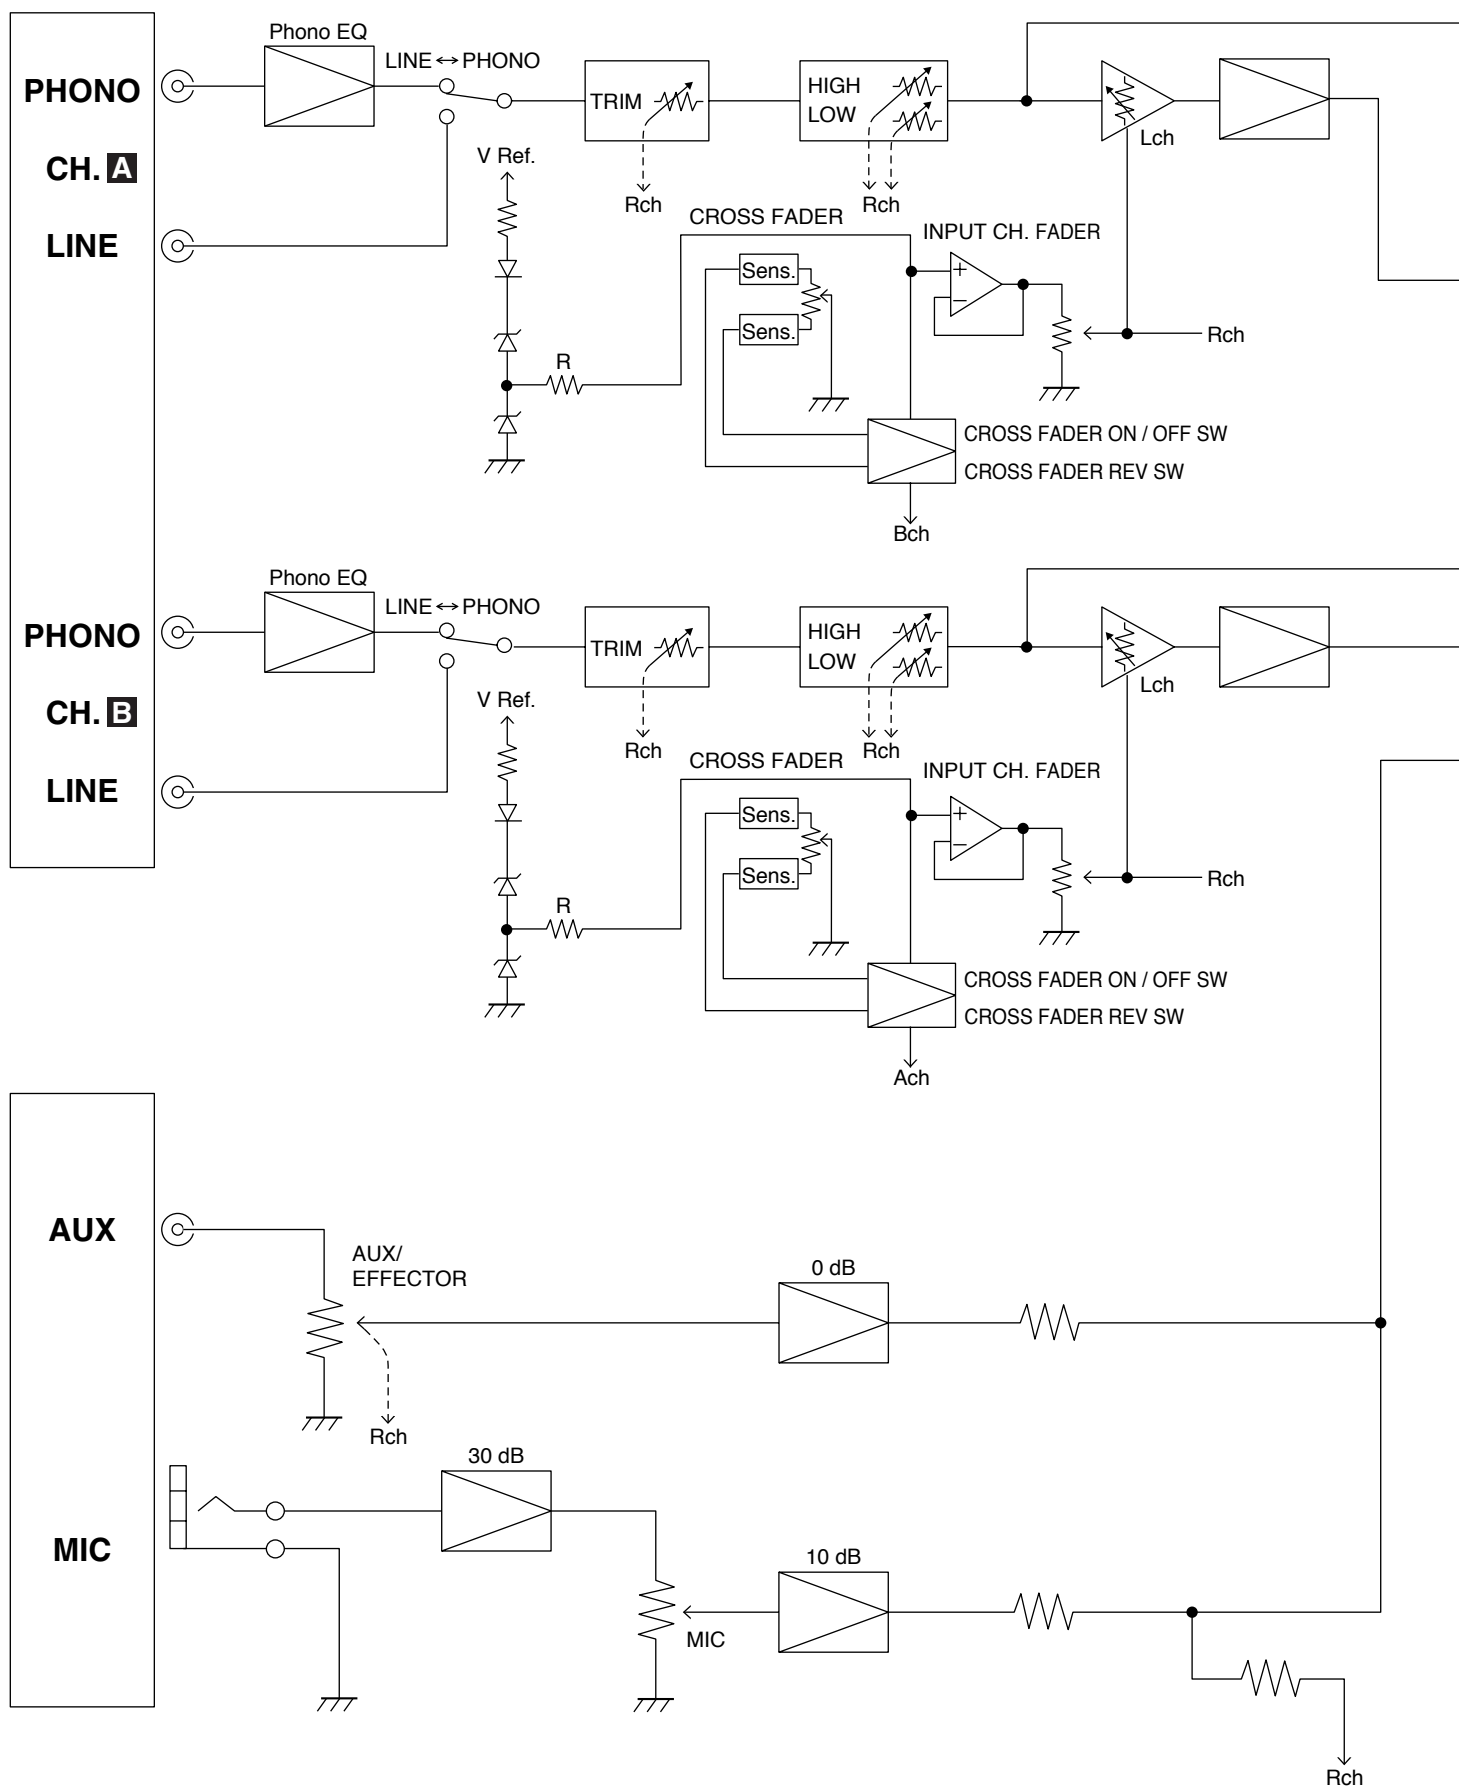 Phono EQ
LINE ↔ PHONO
PHONO
TRIM
HIGH
LOW
Lch
CH. A
V Ref.
Rch
Rch
CROSS FADER
INPUT CH. FADER
LINE
Sens.
+
−
Sens.
Rch
R
CROSS FADER ON / OFF SW
CROSS FADER REV SW
Bch
Phono EQ
LINE ↔ PHONO
PHONO
TRIM
HIGH
LOW
Lch
CH. B
V Ref.
Rch
Rch
CROSS FADER
INPUT CH. FADER
LINE
Sens.
+
−
Sens.
Rch
R
CROSS FADER ON / OFF SW
CROSS FADER REV SW
Ach
AUX
AUX/
EFFECTOR
0 dB
Rch
30 dB
MIC
10 dB
MIC
Rch